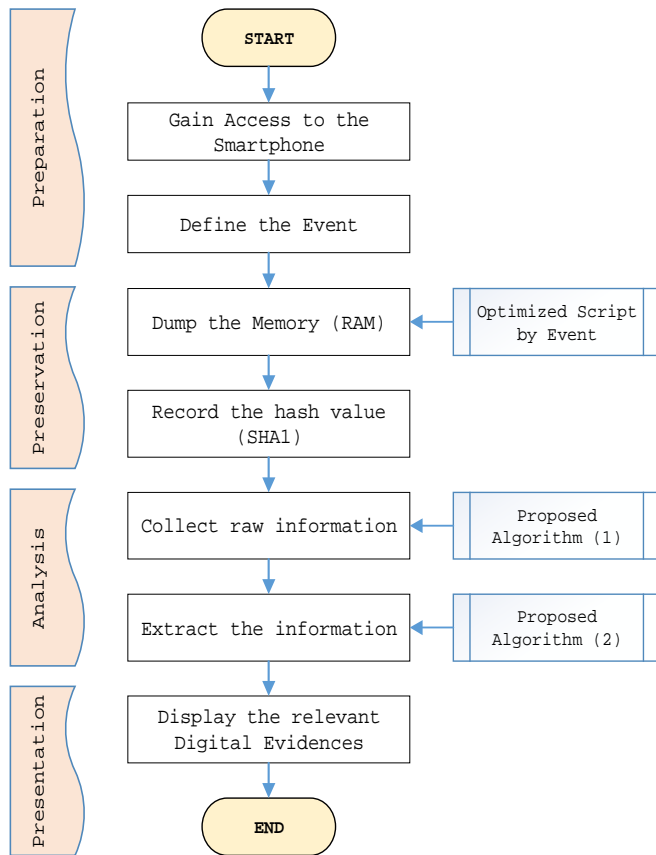 START
Preparation
Gain Access to the
Smartphone
Define the Event
Preservation
Dump the Memory (RAM)
Optimized Script
by Event
Record the hash value
(SHA1)
Analysis
Collect raw information
Proposed
Algorithm (1)
Extract the information
Proposed
Algorithm (2)
Presentation
Display the relevant
Digital Evidences
END